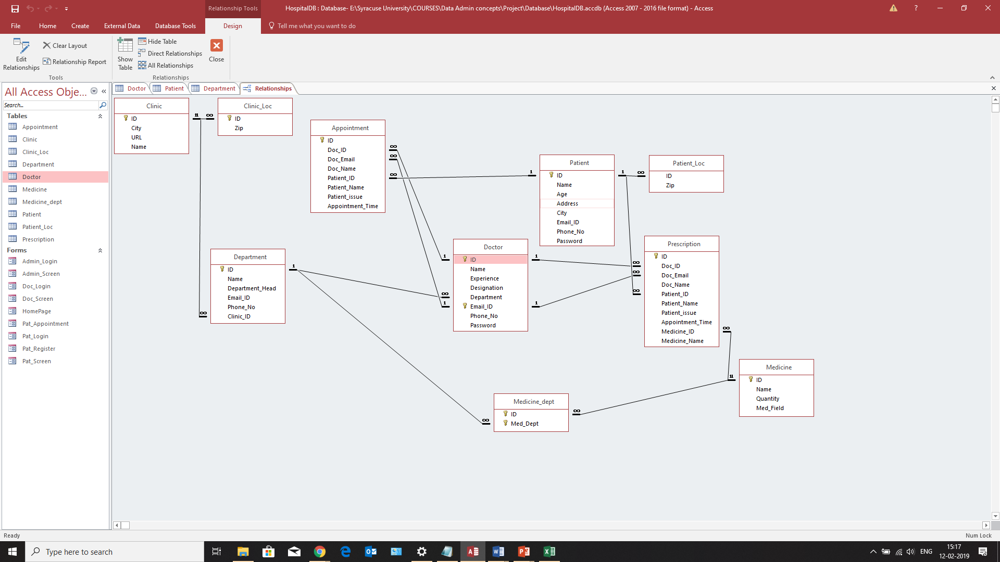 Relationship Tools
HospitalDB : Database- E:\Syracuse University\COURSES\Data Admin concepts\Project\Database\HospitalDB.accdb (Access 2007 - 2016 file format) - Access
?
File
Home
Create
External Data
Database Tools
Design
Tell me what you want to do
Edit Relationships
Clear Layout
Relationship Report
Tools
Show Table
Hide Table
Direct Relationships
All Relationships
Close
Relationships
All Access Obje...
Search...
Tables
Appointment
Clinic
Clinic_Loc
Department
Doctor
Medicine
Medicine_dept
Patient
Patient_Loc
Prescription
Forms
Admin_Login
Admin_Screen
Doc_Login
Doc_Screen
HomePage
Pat_Appointment
Pat_Login
Pat_Register
Pat_Screen
Doctor
Patient
Department
Relationships
Clinic
ID
City
URL
Name
1 1
∞
Clinic_Loc
ID
Zip
Appointment
ID
Doc_ID
Doc_Email
Doc_Name
Patient_ID
Patient_Name
Patient_issue
Appointment_Time
∞
∞
∞
1
Patient
ID
Name
Age
Address
City
Email_ID
Phone_No
Password
1
∞
Patient_Loc
ID
Zip
∞
Department
ID
Name
Department_Head
Email_ID
Phone_No
Clinic_ID
1
1
∞
1
Doctor
ID
Name
Experience
Designation
Department
Email_ID
Phone_No
Password
1
1
∞
∞
∞
Prescription
ID
Doc_ID
Doc_Email
Doc_Name
Patient_ID
Patient_Name
Patient_issue
Appointment_Time
Medicine_ID
Medicine_Name
∞
1 1
Medicine
ID
Name
Quantity
Med_Field
∞
Medicine_dept
ID
Med_Dept
∞
Ready
Num Lock
Type here to search
ENG
15:17
12-02-2019